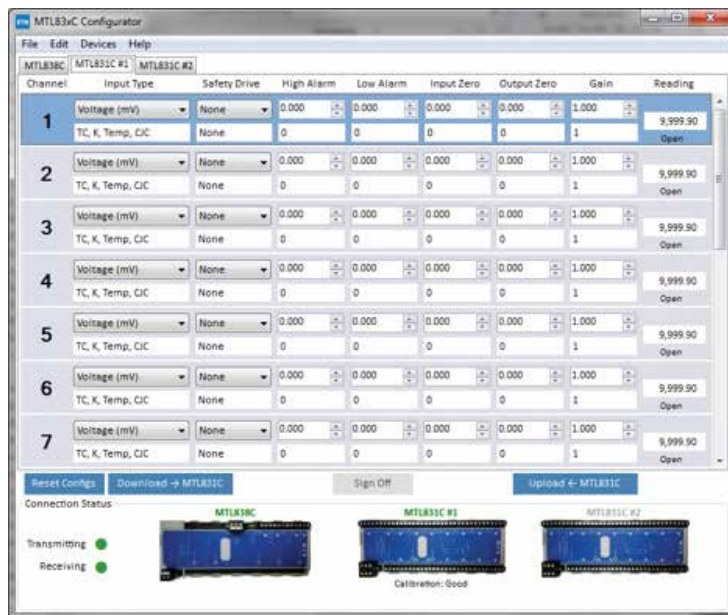 MTL83xC Configurator
File Edit Devices Help
MTL838C MTL831C #1 MTL831C #2
Channel Input Type Safety Drive High Alarm Low Alarm Input Zero Output Zero Gain Reading
1 Voltage (mV) None 0.000 0.000 0.000 0.000 1.000 9,999.90
TC, K, Temp, CJC None 0 0 0 0 1 Open
2 Voltage (mV) None 0.000 0.000 0.000 0.000 1.000 9,999.90
TC, K, Temp, CJC None 0 0 0 0 1 Open
3 Voltage (mV) None 0.000 0.000 0.000 0.000 1.000 9,999.90
TC, K, Temp, CJC None 0 0 0 0 1 Open
4 Voltage (mV) None 0.000 0.000 0.000 0.000 1.000 9,999.90
TC, K, Temp, CJC None 0 0 0 0 1 Open
5 Voltage (mV) None 0.000 0.000 0.000 0.000 1.000 9,999.90
TC, K, Temp, CJC None 0 0 0 0 1 Open
6 Voltage (mV) None 0.000 0.000 0.000 0.000 1.000 9,999.90
TC, K, Temp, CJC None 0 0 0 0 1 Open
7 Voltage (mV) None 0.000 0.000 0.000 0.000 1.000 9,999.90
TC, K, Temp, CJC None 0 0 0 0 1 Open
Reset Configs Download → MTL831C Sign Off Upload ← MTL831C
Connection Status
MTL838C MTL831C #1 MTL831C #2
Transmitting
Receiving
Calibration: Good